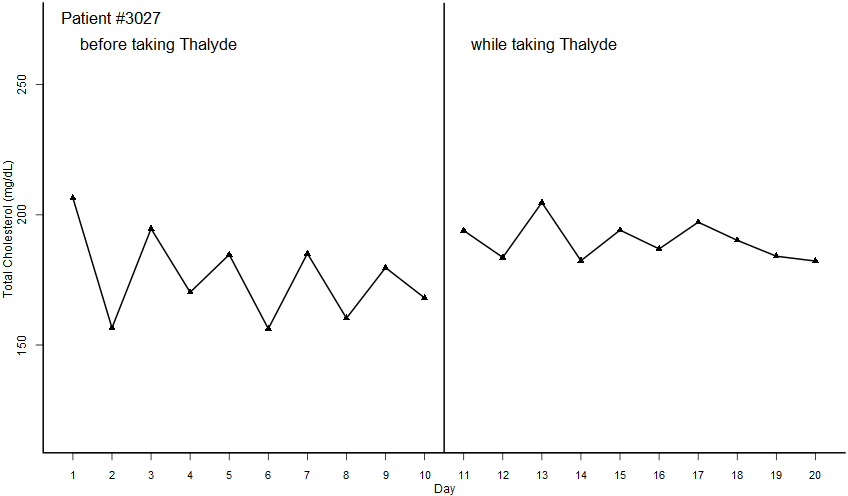 Patient #3027
before taking Thalyde
while taking Thalyde
Total Cholesterol (mg/dL)
250
200
150
1 2 3 4 5 6 7 8 9 10 11 12 13 14 15 16 17 18 19 20
Day